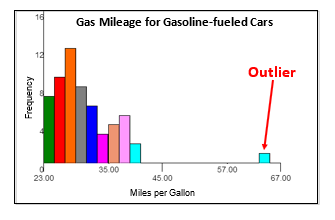 Gas Mileage for Gasoline-fueled Cars
16
12
8
4
0
Frequency
Outlier
23.00 35.00 45.00 57.00 67.00
Miles per Gallon